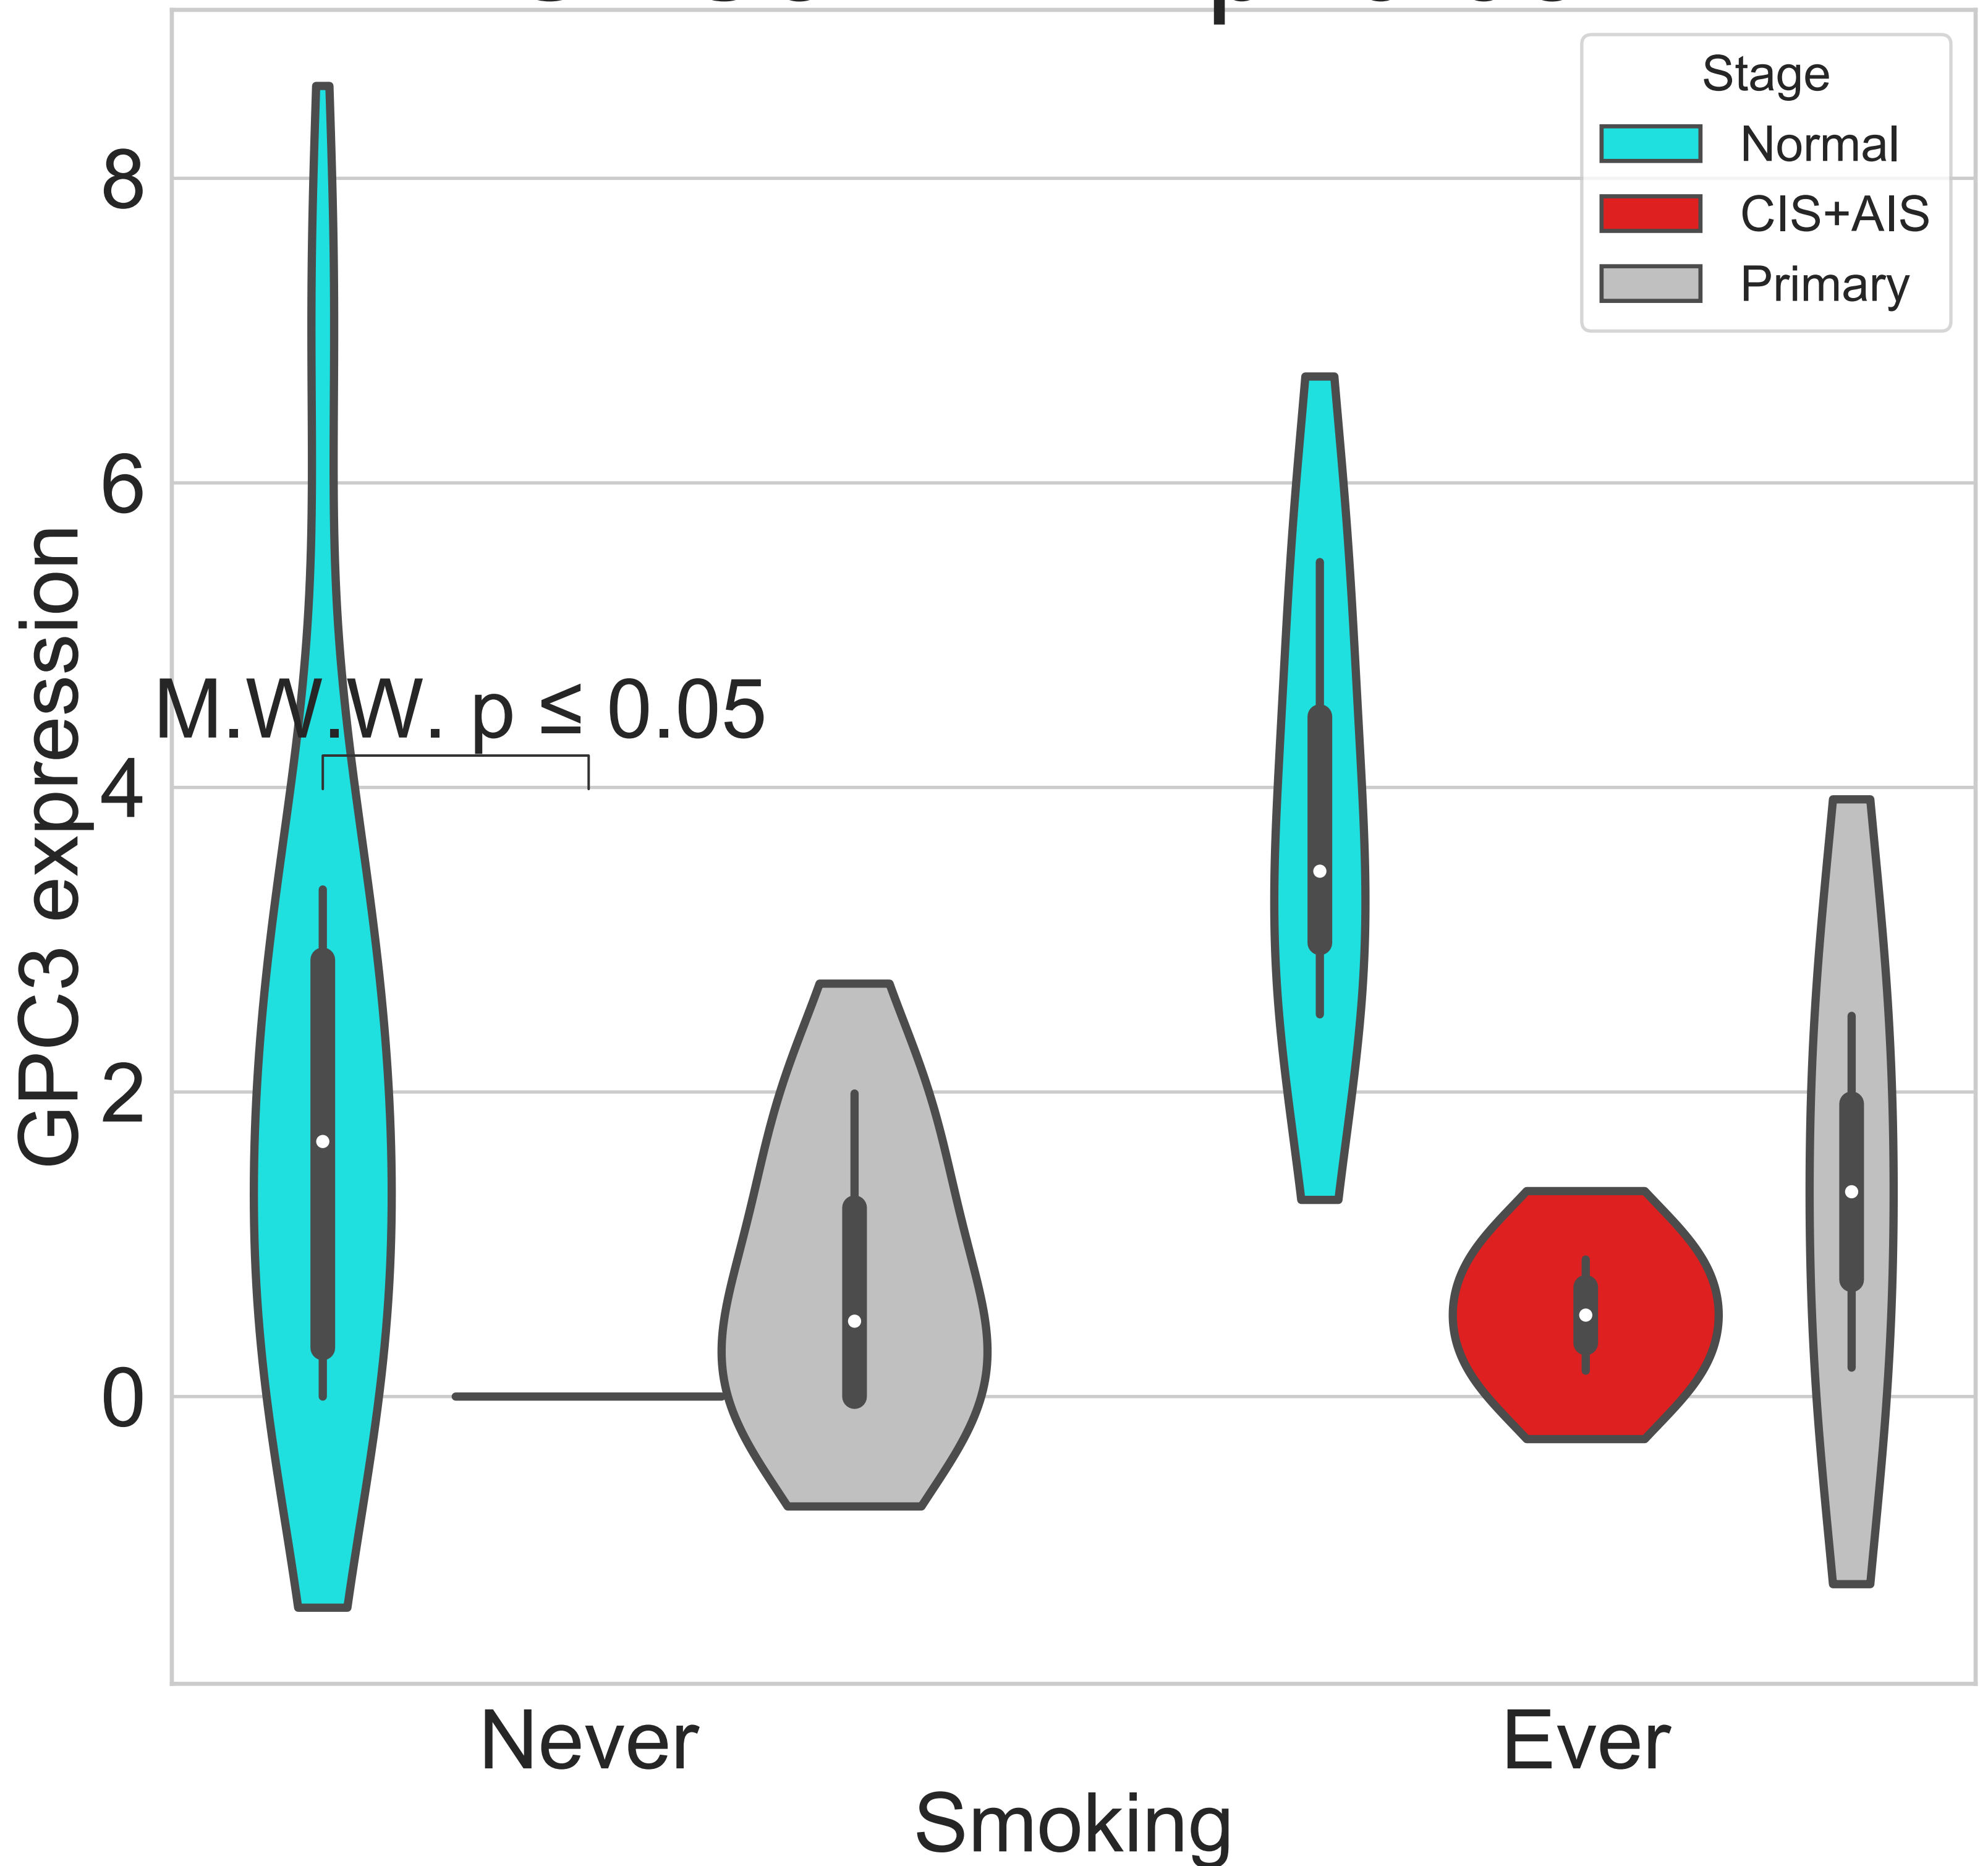 Stage
Normal
CIS+AIS
Primary
8
6
4
2
0
GPC3 expression
M.W.W. p ≤ 0.05
Never
Ever
Smoking